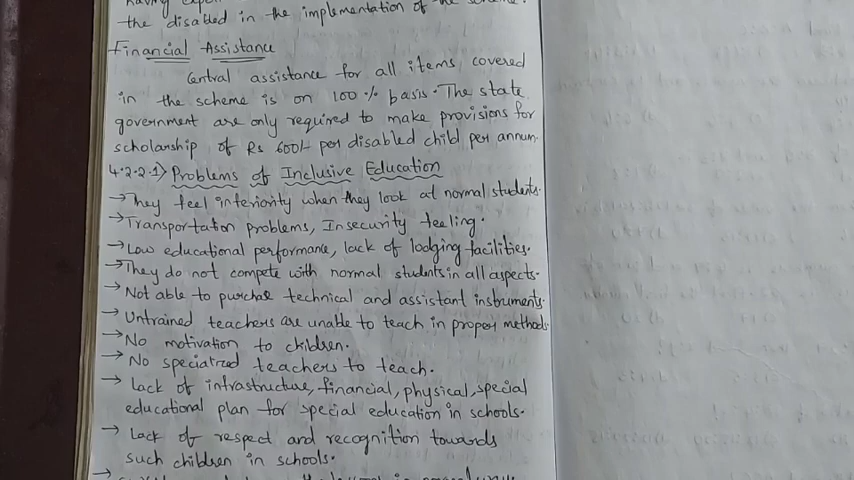 the disabled in the implementation of the scheme.
Financial Assistance
Central assistance for all items covered
in the scheme is on 100% basis. The state
government are only required to make provisions for
scholarship of Rs 600/- per disabled child per annum.
4.2.2.1) Problems of Inclusive Education
→ They feel inferiority when they look at normal students.
→ Transportation problems, Insecurity feeling.
→ Low educational performance, lack of lodging facilities.
→ They do not compete with normal students in all aspects.
→ Not able to purchase technical and assistant instruments.
→ Untrained teachers are unable to teach in proper methods.
→ No motivation to children.
→ No specialized teachers to teach.
→ Lack of infrastructure, financial, physical, special
educational plan for special education in schools.
→ Lack of respect and recognition towards
such children in schools.